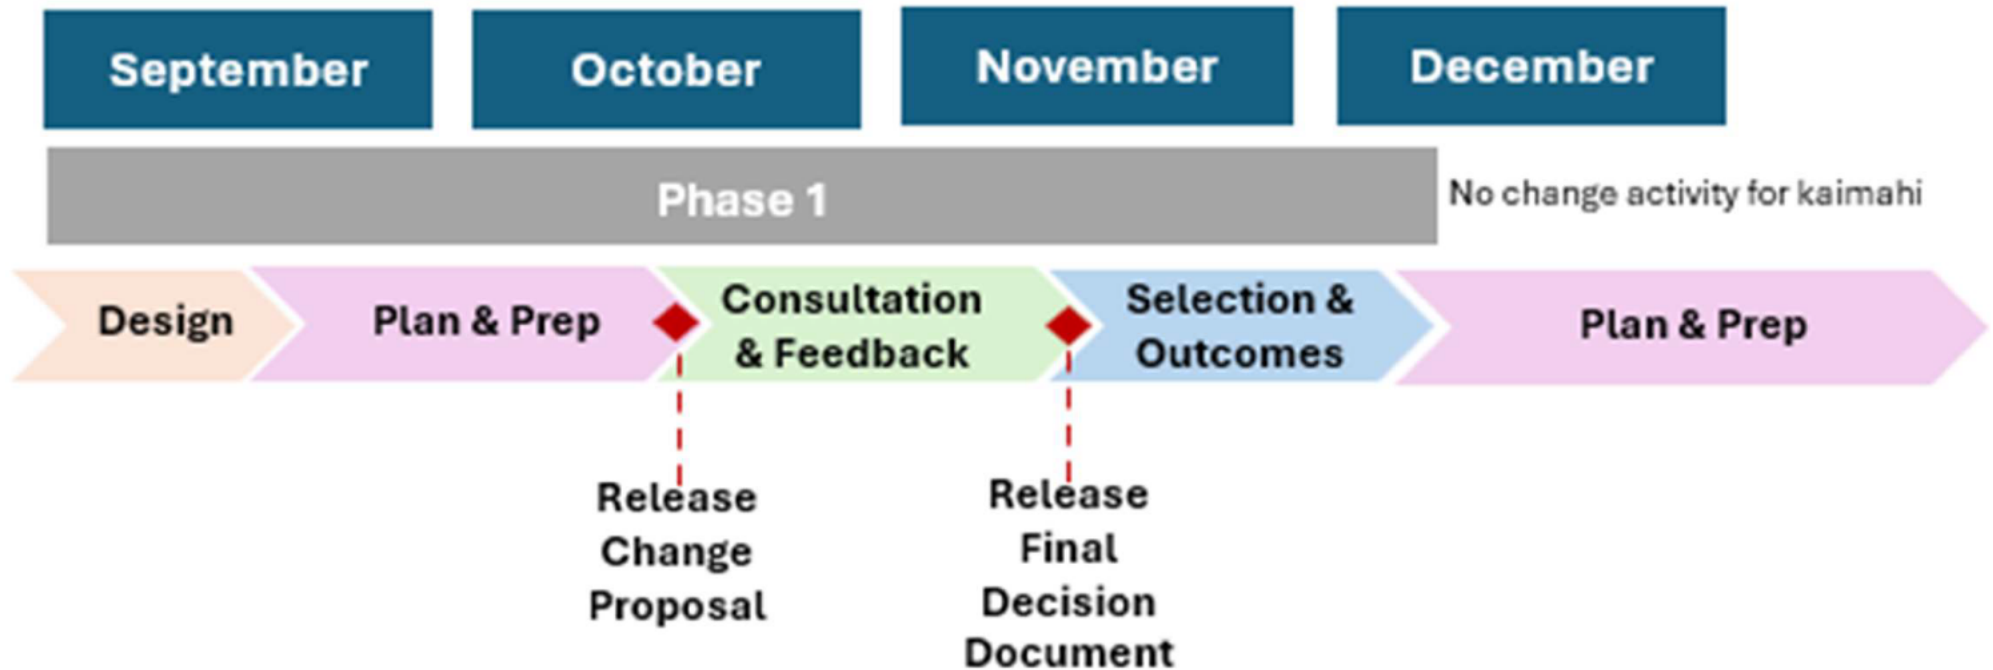 September
October
November
December
Phase 1
No change activity for kaimahi
Design
Plan & Prep
Consultation
& Feedback
Selection &
Outcomes
Plan & Prep
Release
Change
Proposal
Release
Final
Decision
Document